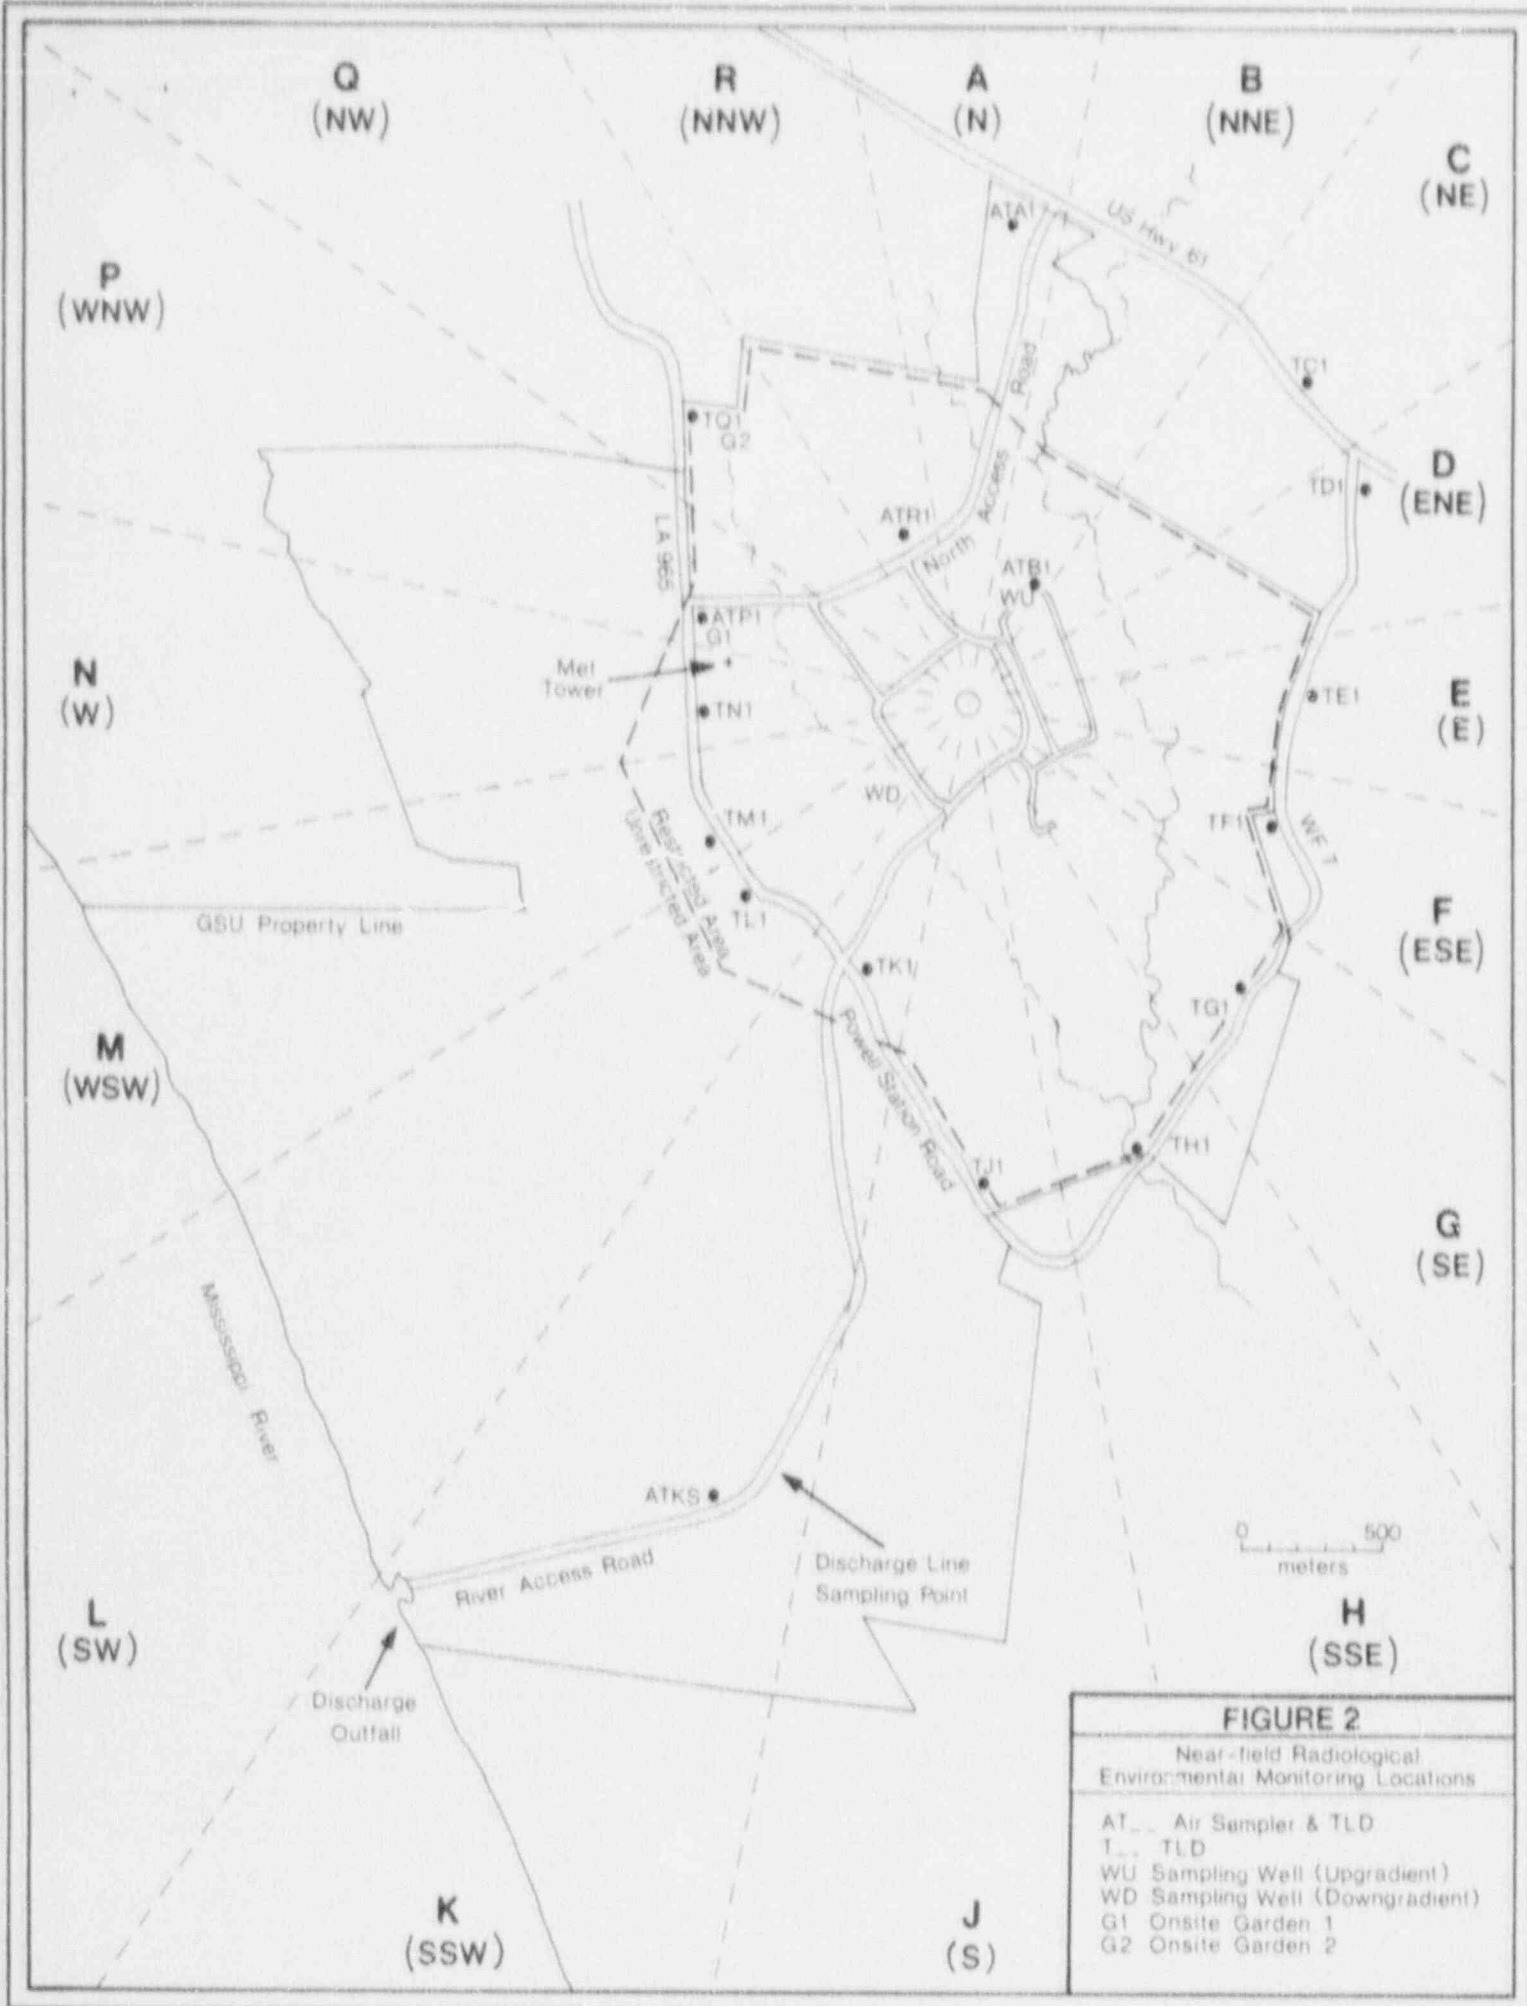 Q
(NW)
R
(NNW)
A
(N)
B
(NNE)
C
(NE)
P
(WNW)
ATA1
US Hwy 61
TC1
North Access Road
TQ1
G2
D
(ENE)
TD1
LA 965
ATR1
ATB1
WU
ATP1
G1
Met
Tower
N
(W)
TN1
TE1
E
(E)
WD
TM1
TF1
WF 7
Restricted Area
Unrestricted Area
TL1
GSU Property Line
F
(ESE)
TK1
TG1
M
(WSW)
Powell Station Road
TH1
TJ1
G
(SE)
Mississippi River
ATKS
0 500
meters
River Access Road
Discharge Line
Sampling Point
L
(SW)
H
(SSE)
Discharge
Outfall
K
(SSW)
J
(S)
FIGURE 2
Near-field Radiological
Environmental Monitoring Locations
AT__ Air Sampler & TLD
T__ TLD
WU Sampling Well (Upgradient)
WD Sampling Well (Downgradient)
G1 Onsite Garden 1
G2 Onsite Garden 2